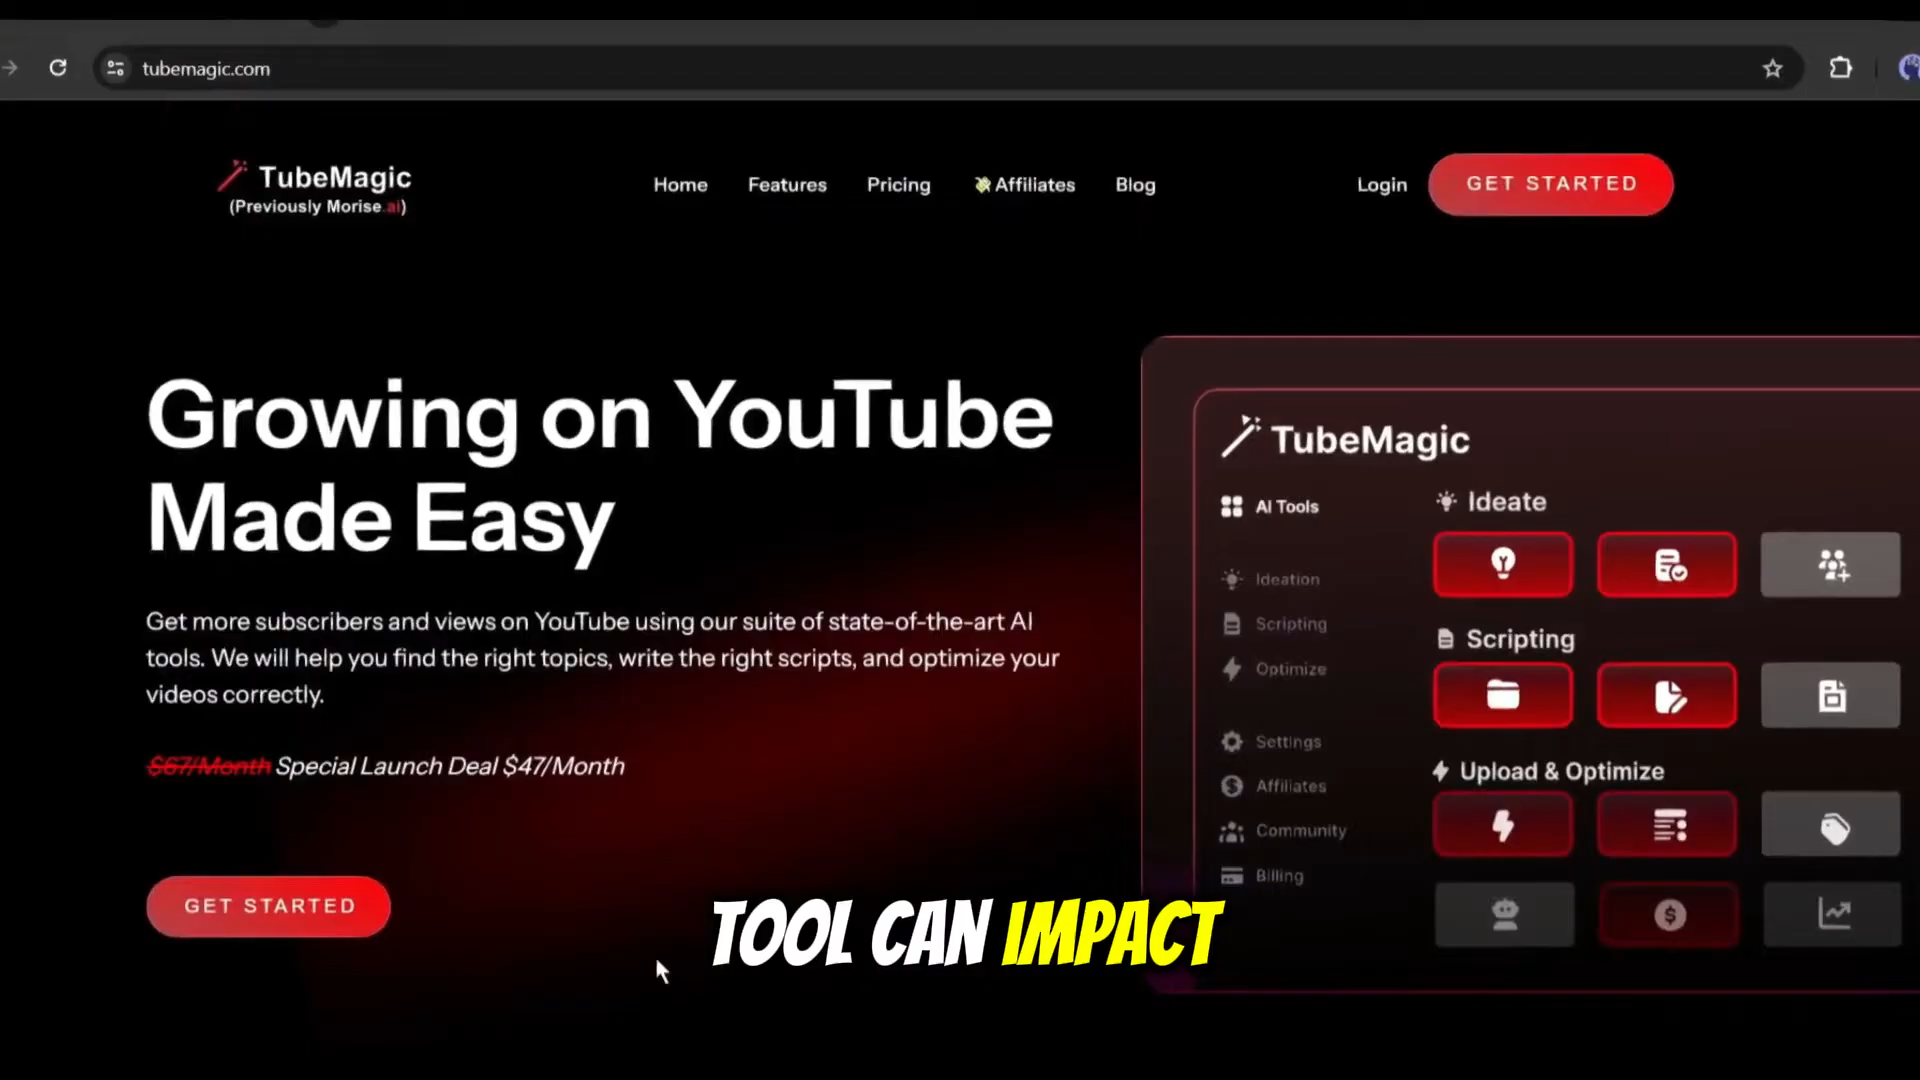 tubemagic.com
TubeMagic
(Previously Morise.ai)
Home Features Pricing Affiliates Blog Login GET STARTED
Growing on YouTube
Made Easy
Get more subscribers and views on YouTube using our suite of state-of-the-art AI
tools. We will help you find the right topics, write the right scripts, and optimize your
videos correctly.
$67/Month Special Launch Deal $47/Month
GET STARTED
TubeMagic
AI Tools
Ideation
Scripting
Optimize
Settings
Affiliates
Community
Billing
Ideate
Scripting
Upload & Optimize
TOOL CAN IMPACT